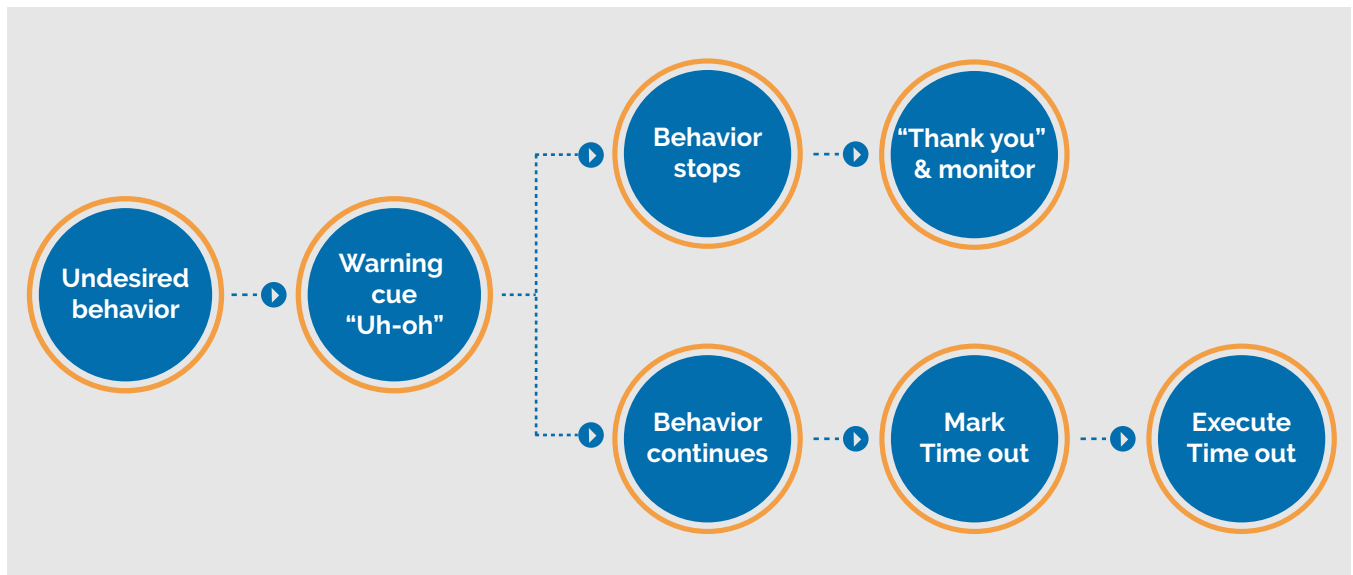 Undesired
behavior
Warning
cue
“Uh-oh”
Behavior
stops
“Thank you”
& monitor
Behavior
continues
Mark
Time out
Execute
Time out